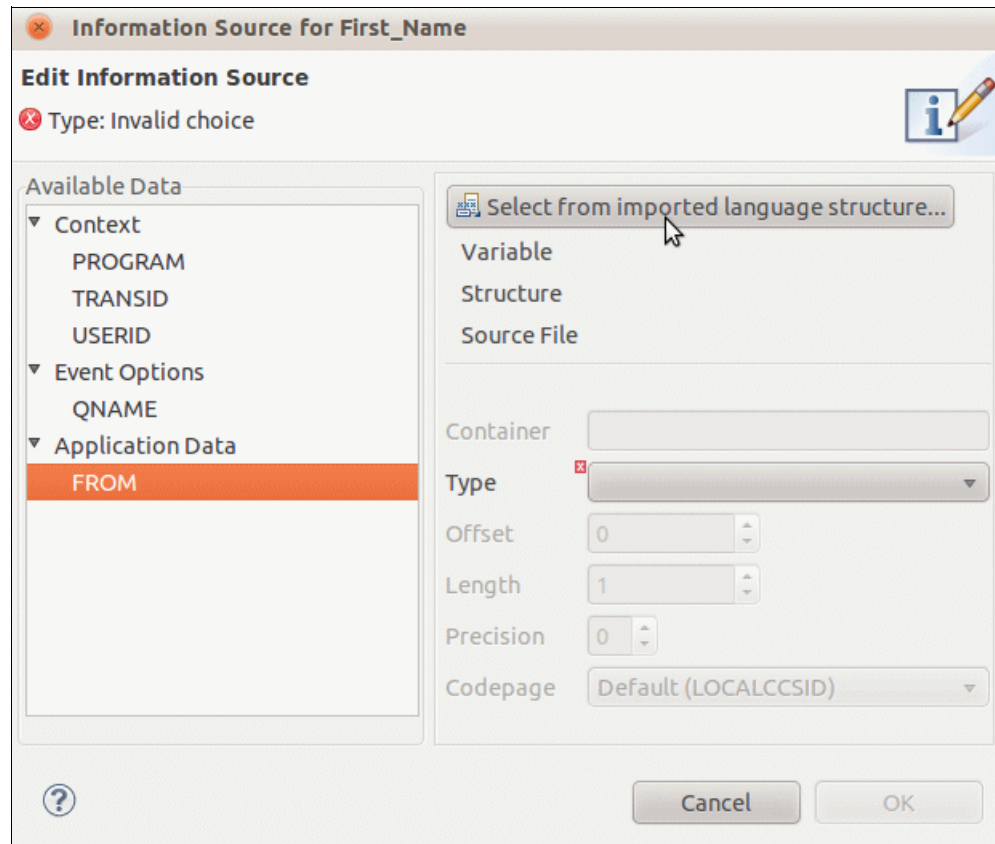 Information Source for First_Name
Edit Information Source
Type: Invalid choice
Available Data
Context
PROGRAM
TRANSID
USERID
Event Options
QNAME
Application Data
FROM
Select from imported language structure...
Variable
Structure
Source File
Container
Type
Offset 0
Length 1
Precision 0
Codepage Default (LOCALCCSID)
Cancel OK